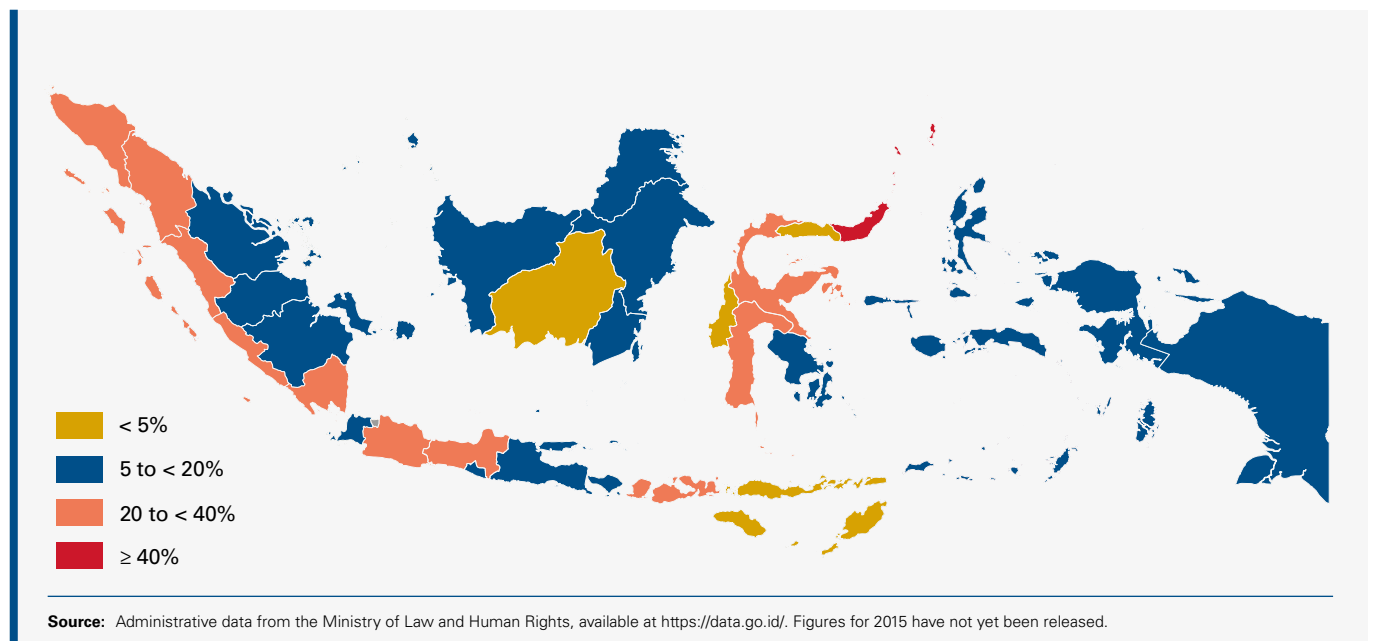 < 5%
5 to < 20%
20 to < 40%
≥ 40%
Source: Administrative data from the Ministry of Law and Human Rights, available at https://data.go.id/. Figures for 2015 have not yet been released.